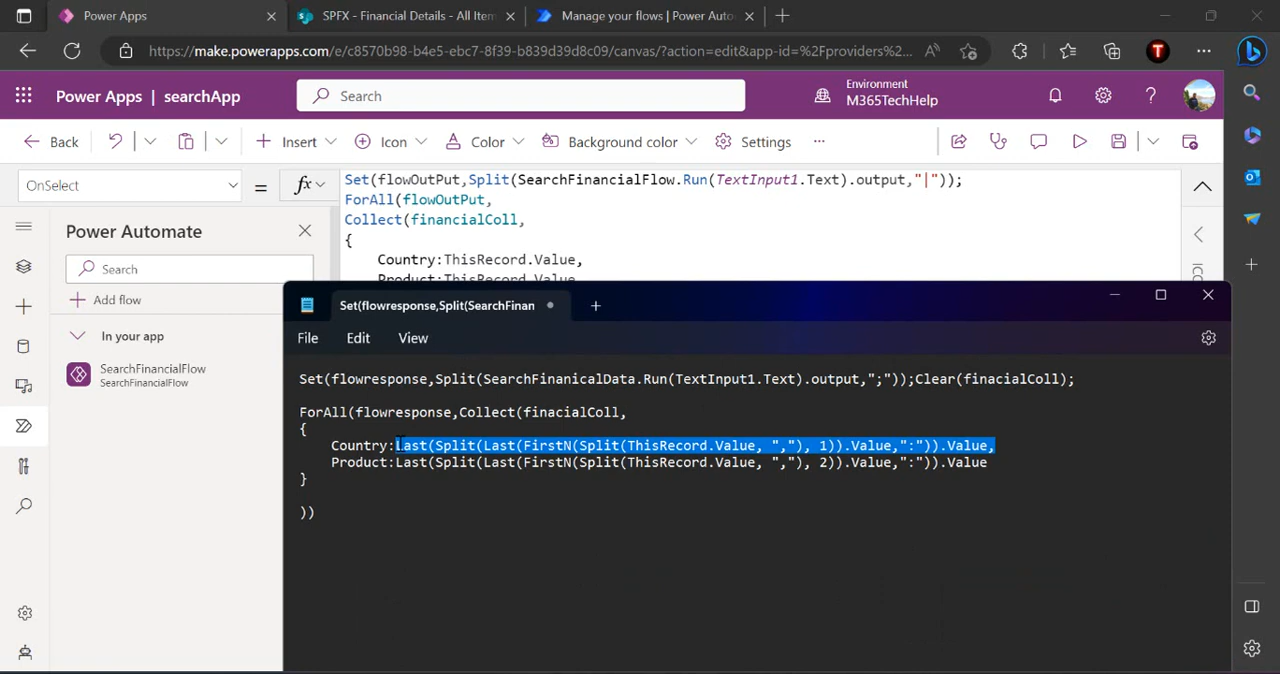 Power Apps
SPFX - Financial Details - All Item
Manage your flows | Power Auto
https://make.powerapps.com/e/c8570b98-b4e5-ebc7-8f39-b839d39d8c09/canvas/?action=edit&app-id=%2Fproviders%2...
Power Apps | searchApp
Search
Environment
M365TechHelp
Back
Insert
Icon
Color
Background color
Settings
OnSelect
=
fx
Set(flowOutPut,Split(SearchFinancialFlow.Run(TextInput1.Text).output,"|"));
ForAll(flowOutPut,
Collect(financialColl,
{
Country:ThisRecord.Value,
Product:ThisRecord.Value
Power Automate
Search
Add flow
In your app
SearchFinancialFlow
SearchFinancialFlow
Set(flowresponse,Split(SearchFinan
File
Edit
View
Set(flowresponse,Split(SearchFinanicalData.Run(TextInput1.Text).output,";"));Clear(finacialColl);
ForAll(flowresponse,Collect(finacialColl,
{
Country:Last(Split(Last(FirstN(Split(ThisRecord.Value, ","), 1)).Value,":")).Value,
Product:Last(Split(Last(FirstN(Split(ThisRecord.Value, ","), 2)).Value,":")).Value
}
))